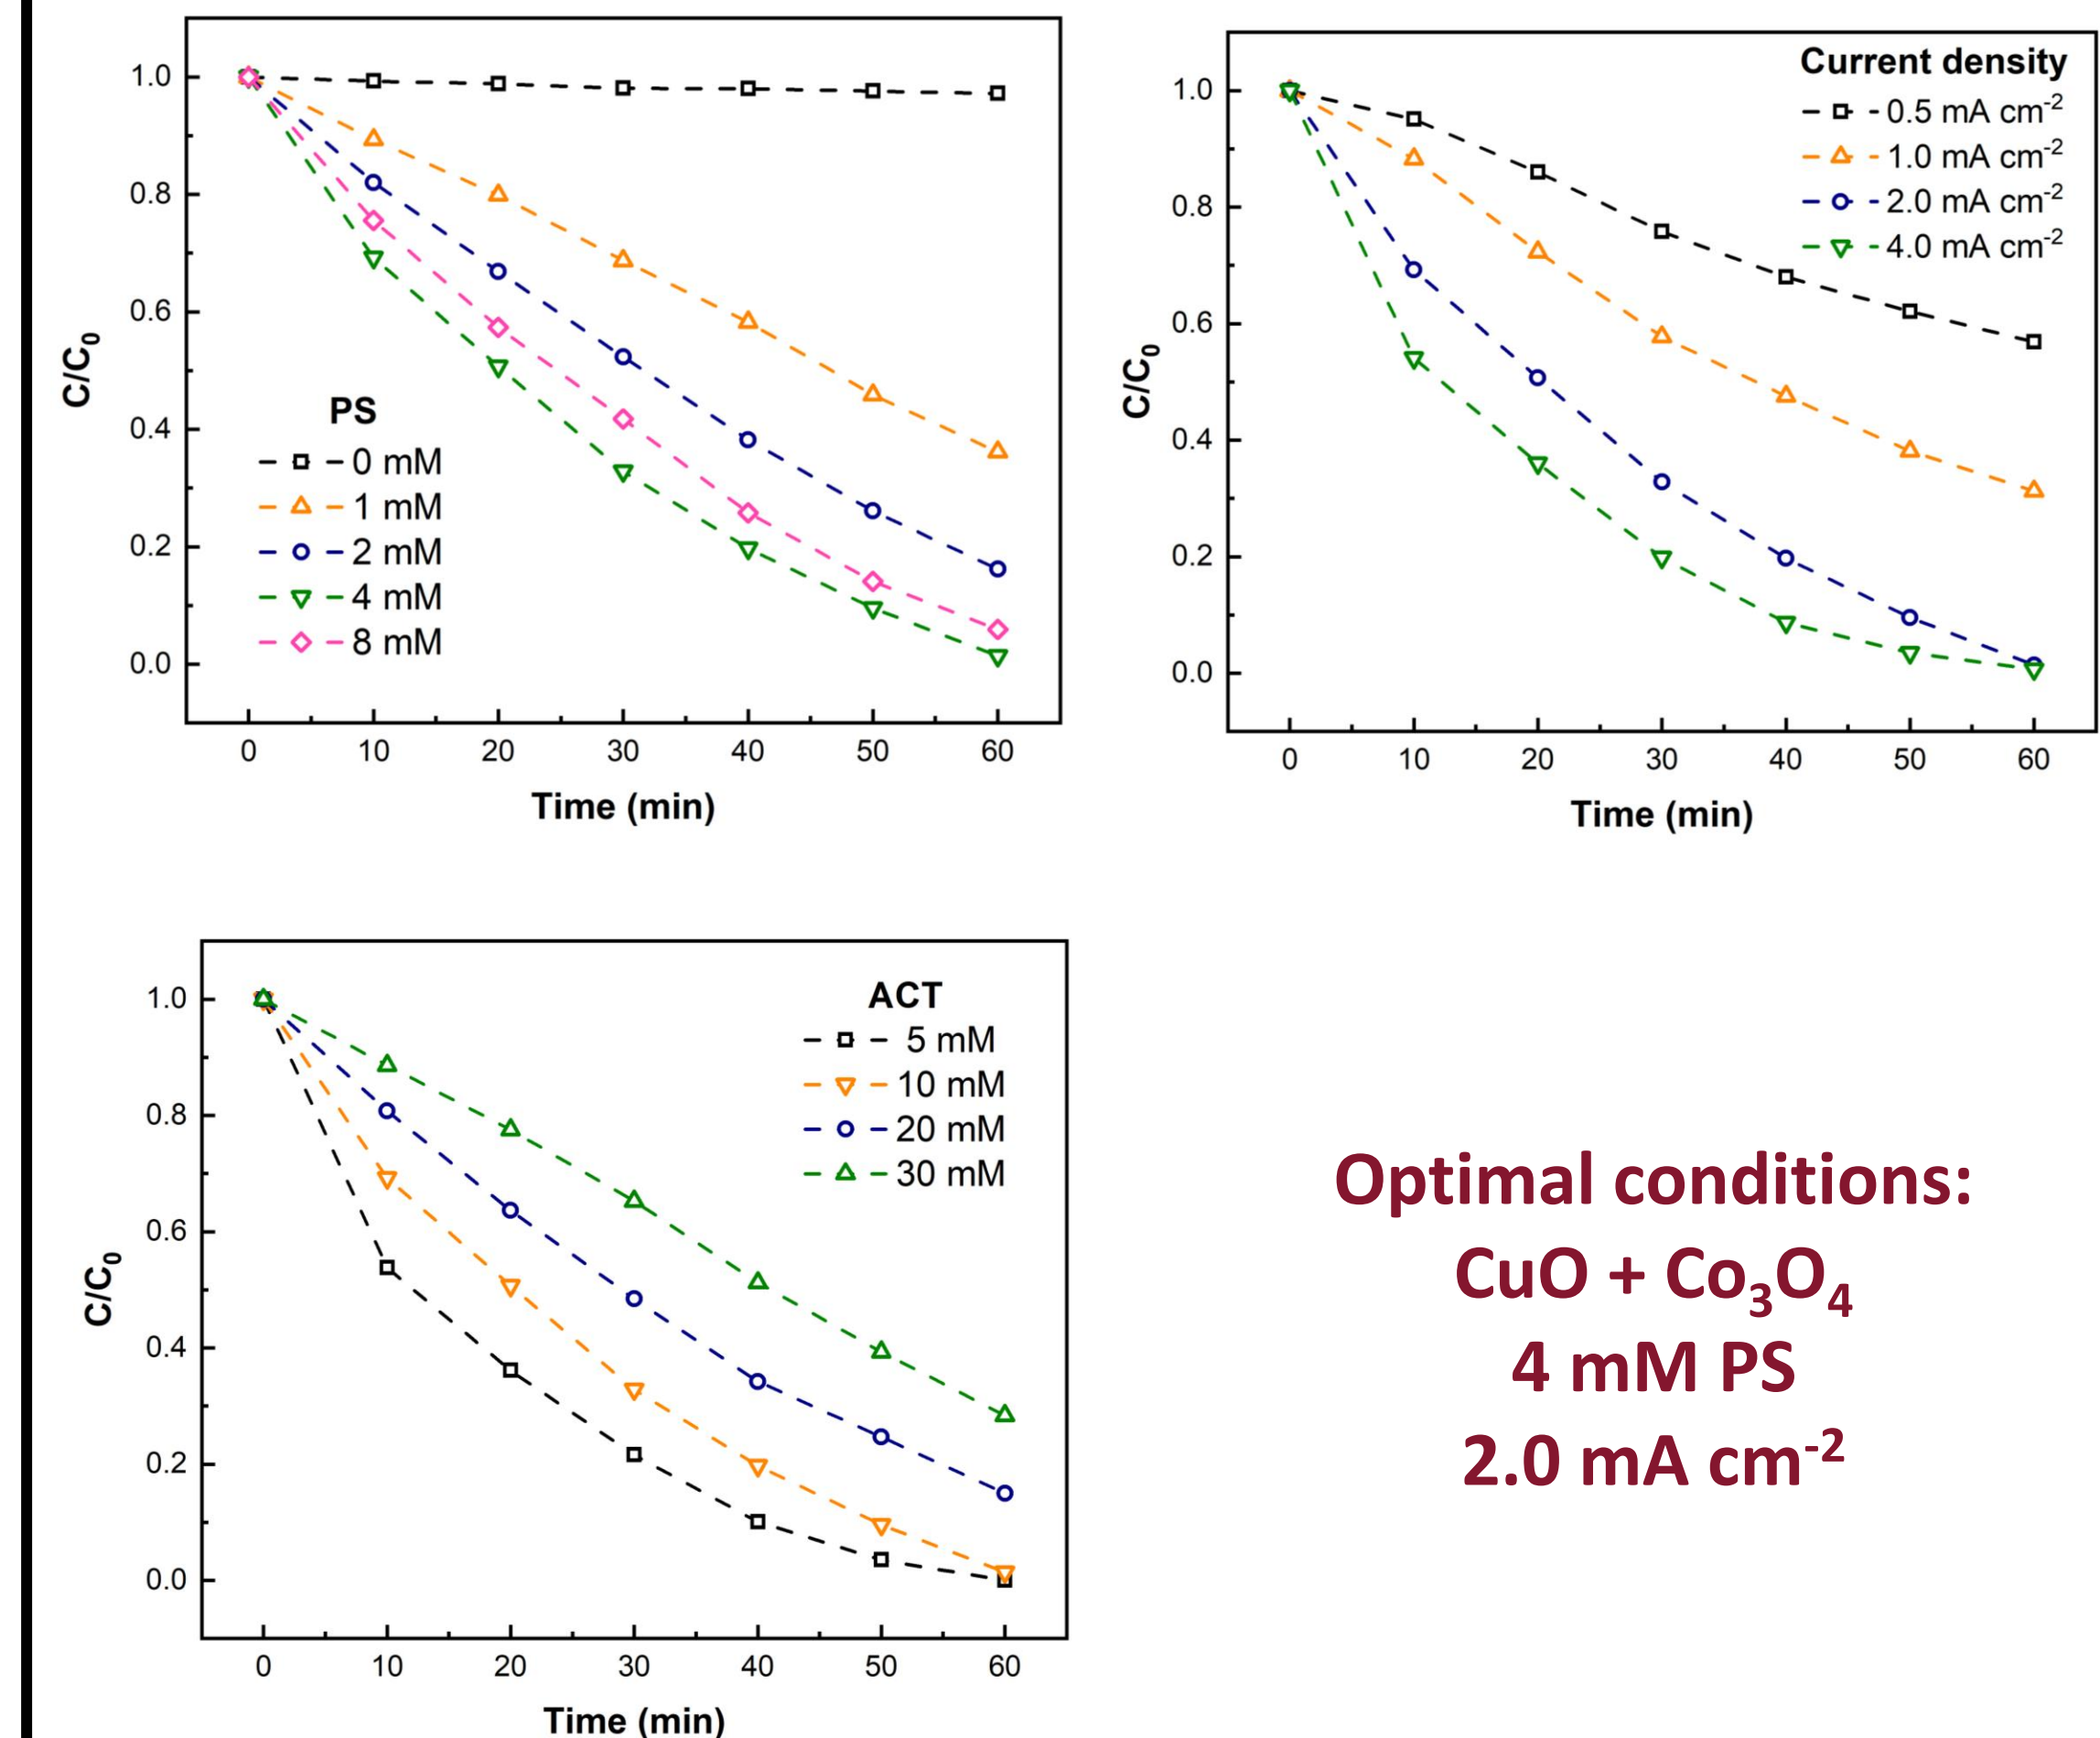 1.0
0.8
0.6
0.4
0.2
0.0
C/C0
PS
0 mM
1 mM
2 mM
4 mM
8 mM
0 10 20 30 40 50 60
Time (min)
1.0
0.8
0.6
0.4
0.2
0.0
C/C0
Current density
0.5 mA cm-2
1.0 mA cm-2
2.0 mA cm-2
4.0 mA cm-2
0 10 20 30 40 50 60
Time (min)
1.0
0.8
0.6
0.4
0.2
0.0
C/C0
ACT
5 mM
10 mM
20 mM
30 mM
0 10 20 30 40 50 60
Time (min)
Optimal conditions:
CuO + Co3O4
4 mM PS
2.0 mA cm-2